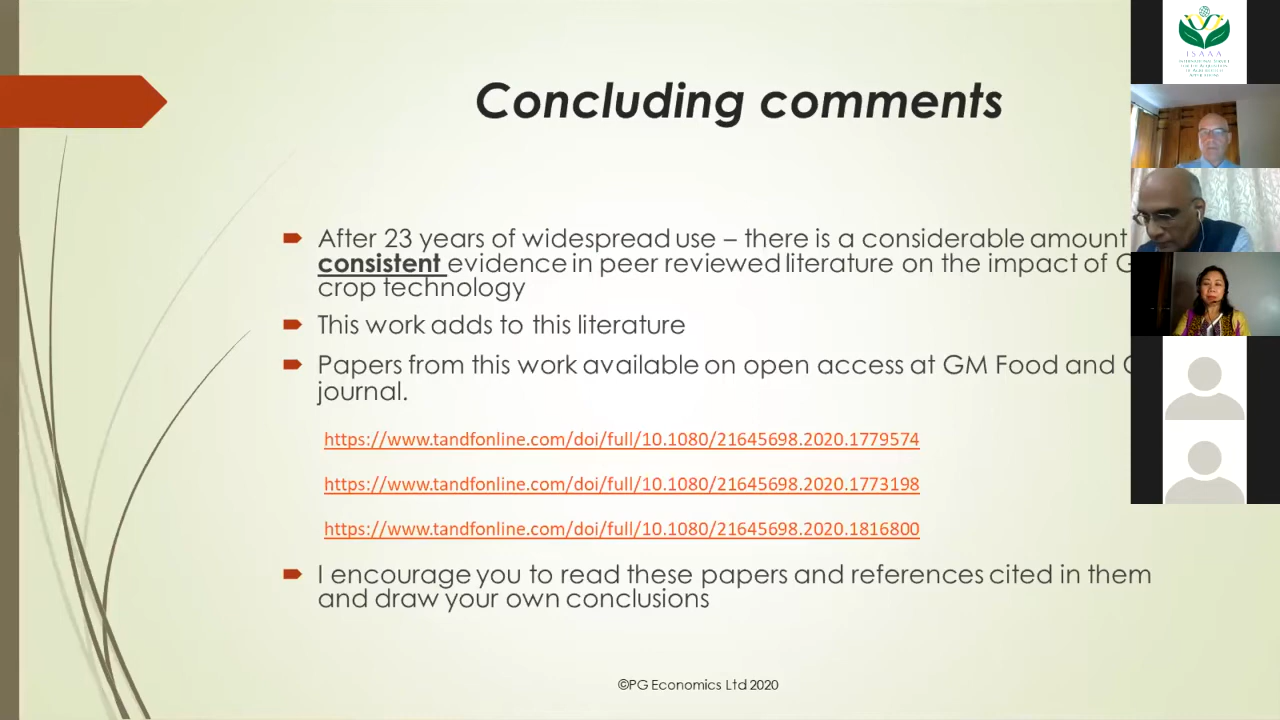 Concluding comments
After 23 years of widespread use – there is a considerable amount
consistent evidence in peer reviewed literature on the impact of
crop technology
This work adds to this literature
Papers from this work available on open access at GM Food and
journal.
https://www.tandfonline.com/doi/full/10.1080/21645698.2020.1779574
https://www.tandfonline.com/doi/full/10.1080/21645698.2020.1773198
https://www.tandfonline.com/doi/full/10.1080/21645698.2020.1816800
I encourage you to read these papers and references cited in them
and draw your own conclusions
©PG Economics Ltd 2020
ISAAA